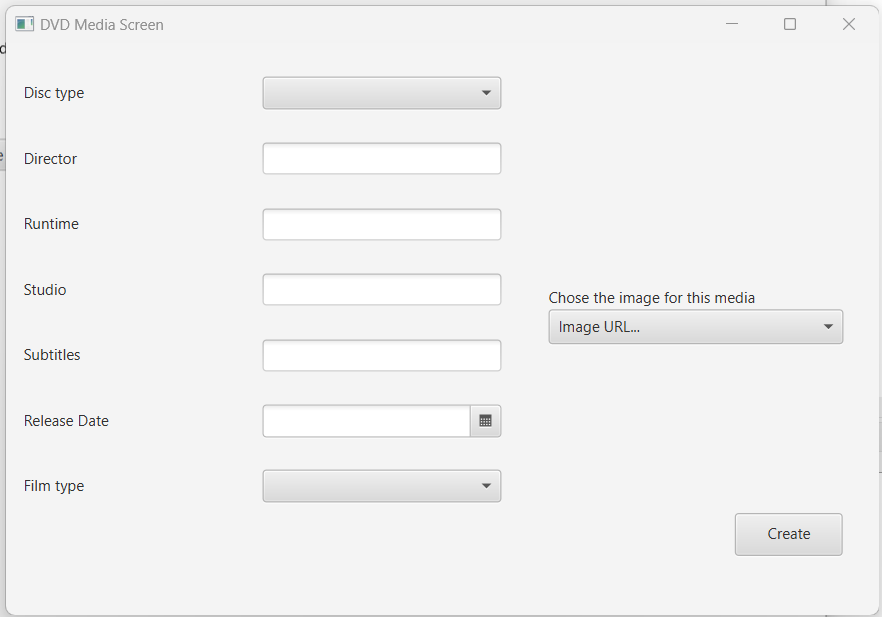 DVD Media Screen
Disc type
Director
Runtime
Studio
Chose the image for this media
Image URL...
Subtitles
Release Date
Film type
Create